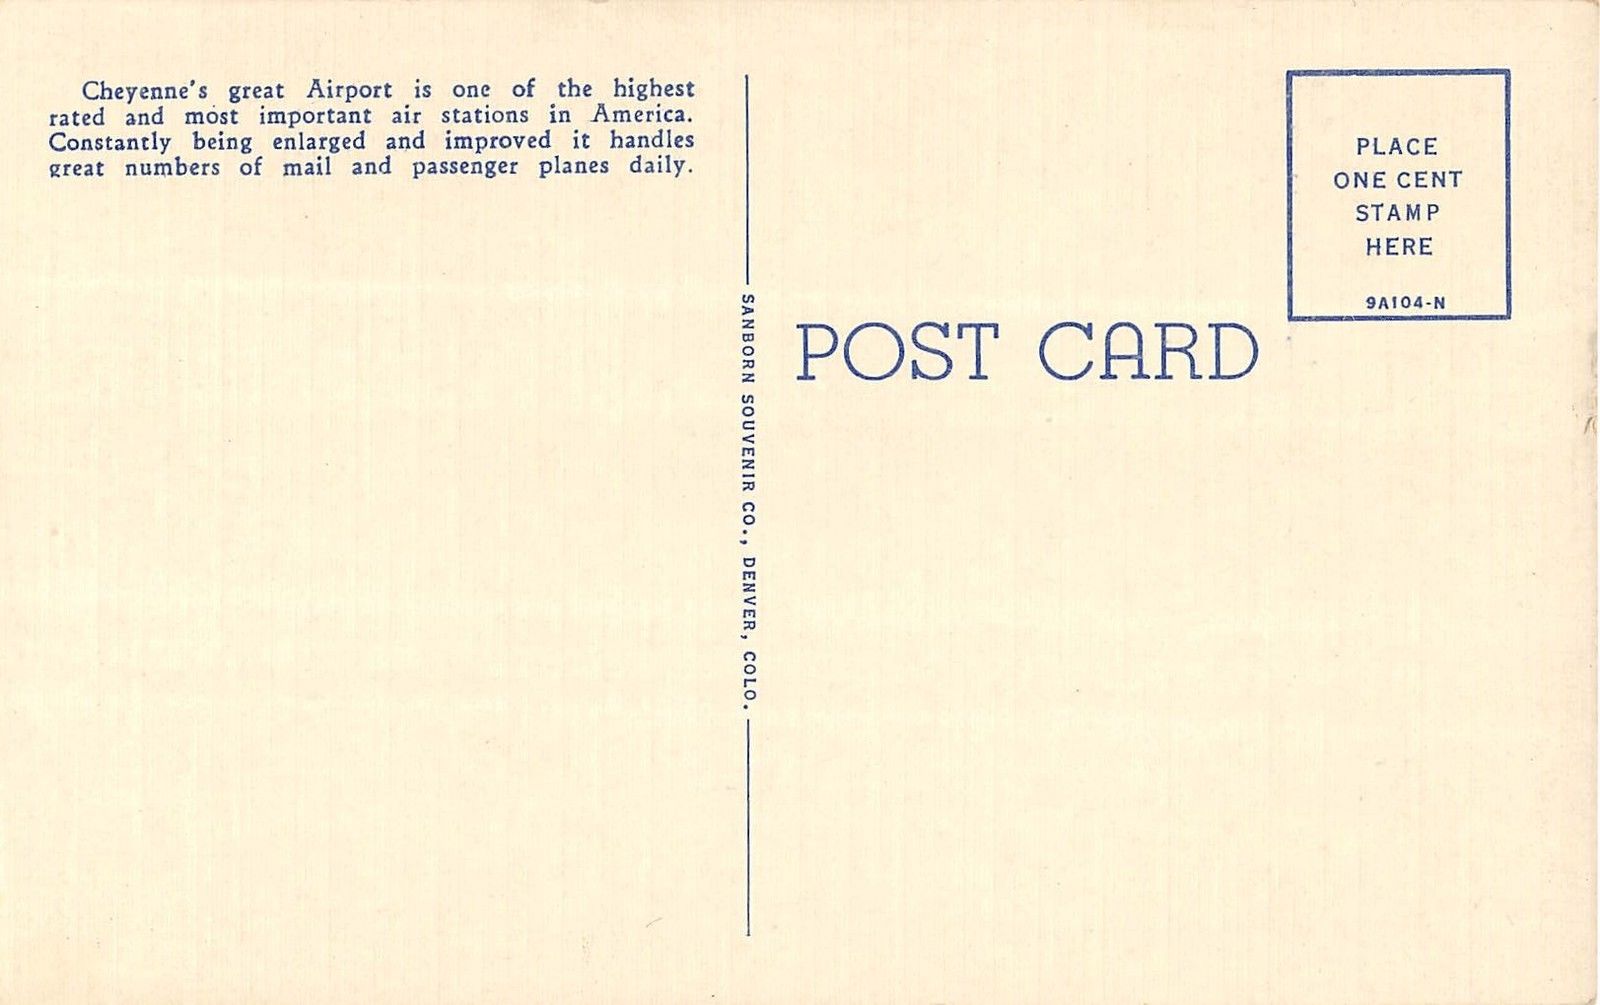 Cheyenne's great Airport is one of the highest
rated and most important air stations in America.
Constantly being enlarged and improved it handles
great numbers of mail and passenger planes daily.
SANBORN SOUVENIR CO., DENVER, COLO.
POST CARD
PLACE
ONE CENT
STAMP
HERE
9A104-N